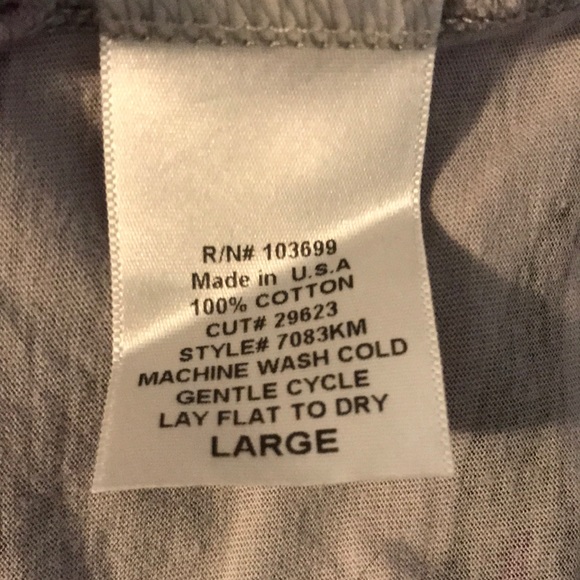 R/N# 103699
Made in U.S.A
100% COTTON
CUT# 29623
STYLE# 7083KM
MACHINE WASH COLD
GENTLE CYCLE
LAY FLAT TO DRY
LARGE